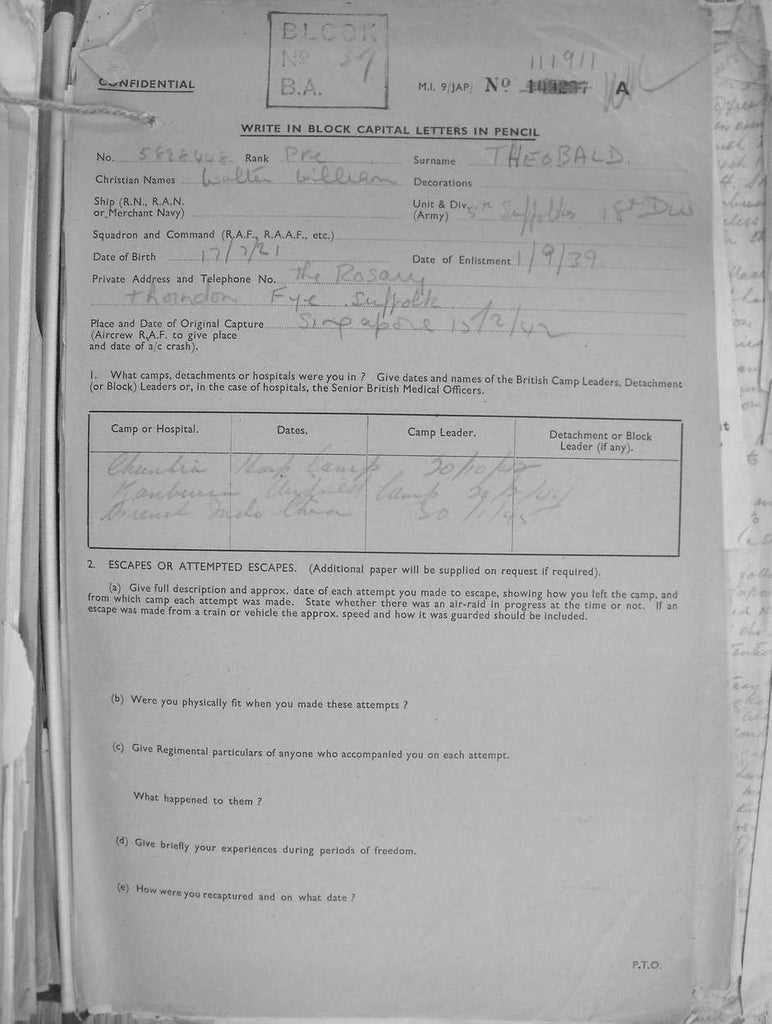 BLOCK
Nº 29
B.A.
CONFIDENTIAL
M.I. 9/JAP/ Nº
111911
A
WRITE IN BLOCK CAPITAL LETTERS IN PENCIL
No. Rank Pte Surname THEOBALD.
Christian Names Walter William Decorations
Ship (R.N., R.A.N. or Merchant Navy)
Unit & Div. (Army) Suffolks 18th Div
Squadron and Command (R.A.F., R.A.A.F., etc.)
Date of Birth 17/7/21 Date of Enlistment 1/9/39.
Private Address and Telephone No. The Rosary
Thorndon Eye Suffolk
Place and Date of Original Capture Singapore 15/2/42
(Aircrew R.A.F. to give place
and date of a/c crash).
1. What camps, detachments or hospitals were you in ? Give dates and names of the British Camp Leaders, Detachment
(or Block) Leaders or, in the case of hospitals, the Senior British Medical Officers.
Camp or Hospital. Dates. Camp Leader. Detachment or Block Leader (if any).
Camp 30/10/42
Camp
French Indo China 30/1/45
2. ESCAPES OR ATTEMPTED ESCAPES. (Additional paper will be supplied on request if required).
(a) Give full description and approx. date of each attempt you made to escape, showing how you left the camp, and
from which camp each attempt was made. State whether there was an air-raid in progress at the time or not. If an
escape was made from a train or vehicle the approx. speed and how it was guarded should be included.
(b) Were you physically fit when you made these attempts ?
(c) Give Regimental particulars of anyone who accompanied you on each attempt.
What happened to them ?
(d) Give briefly your experiences during periods of freedom.
(e) How were you recaptured and on what date ?
P.T.O.